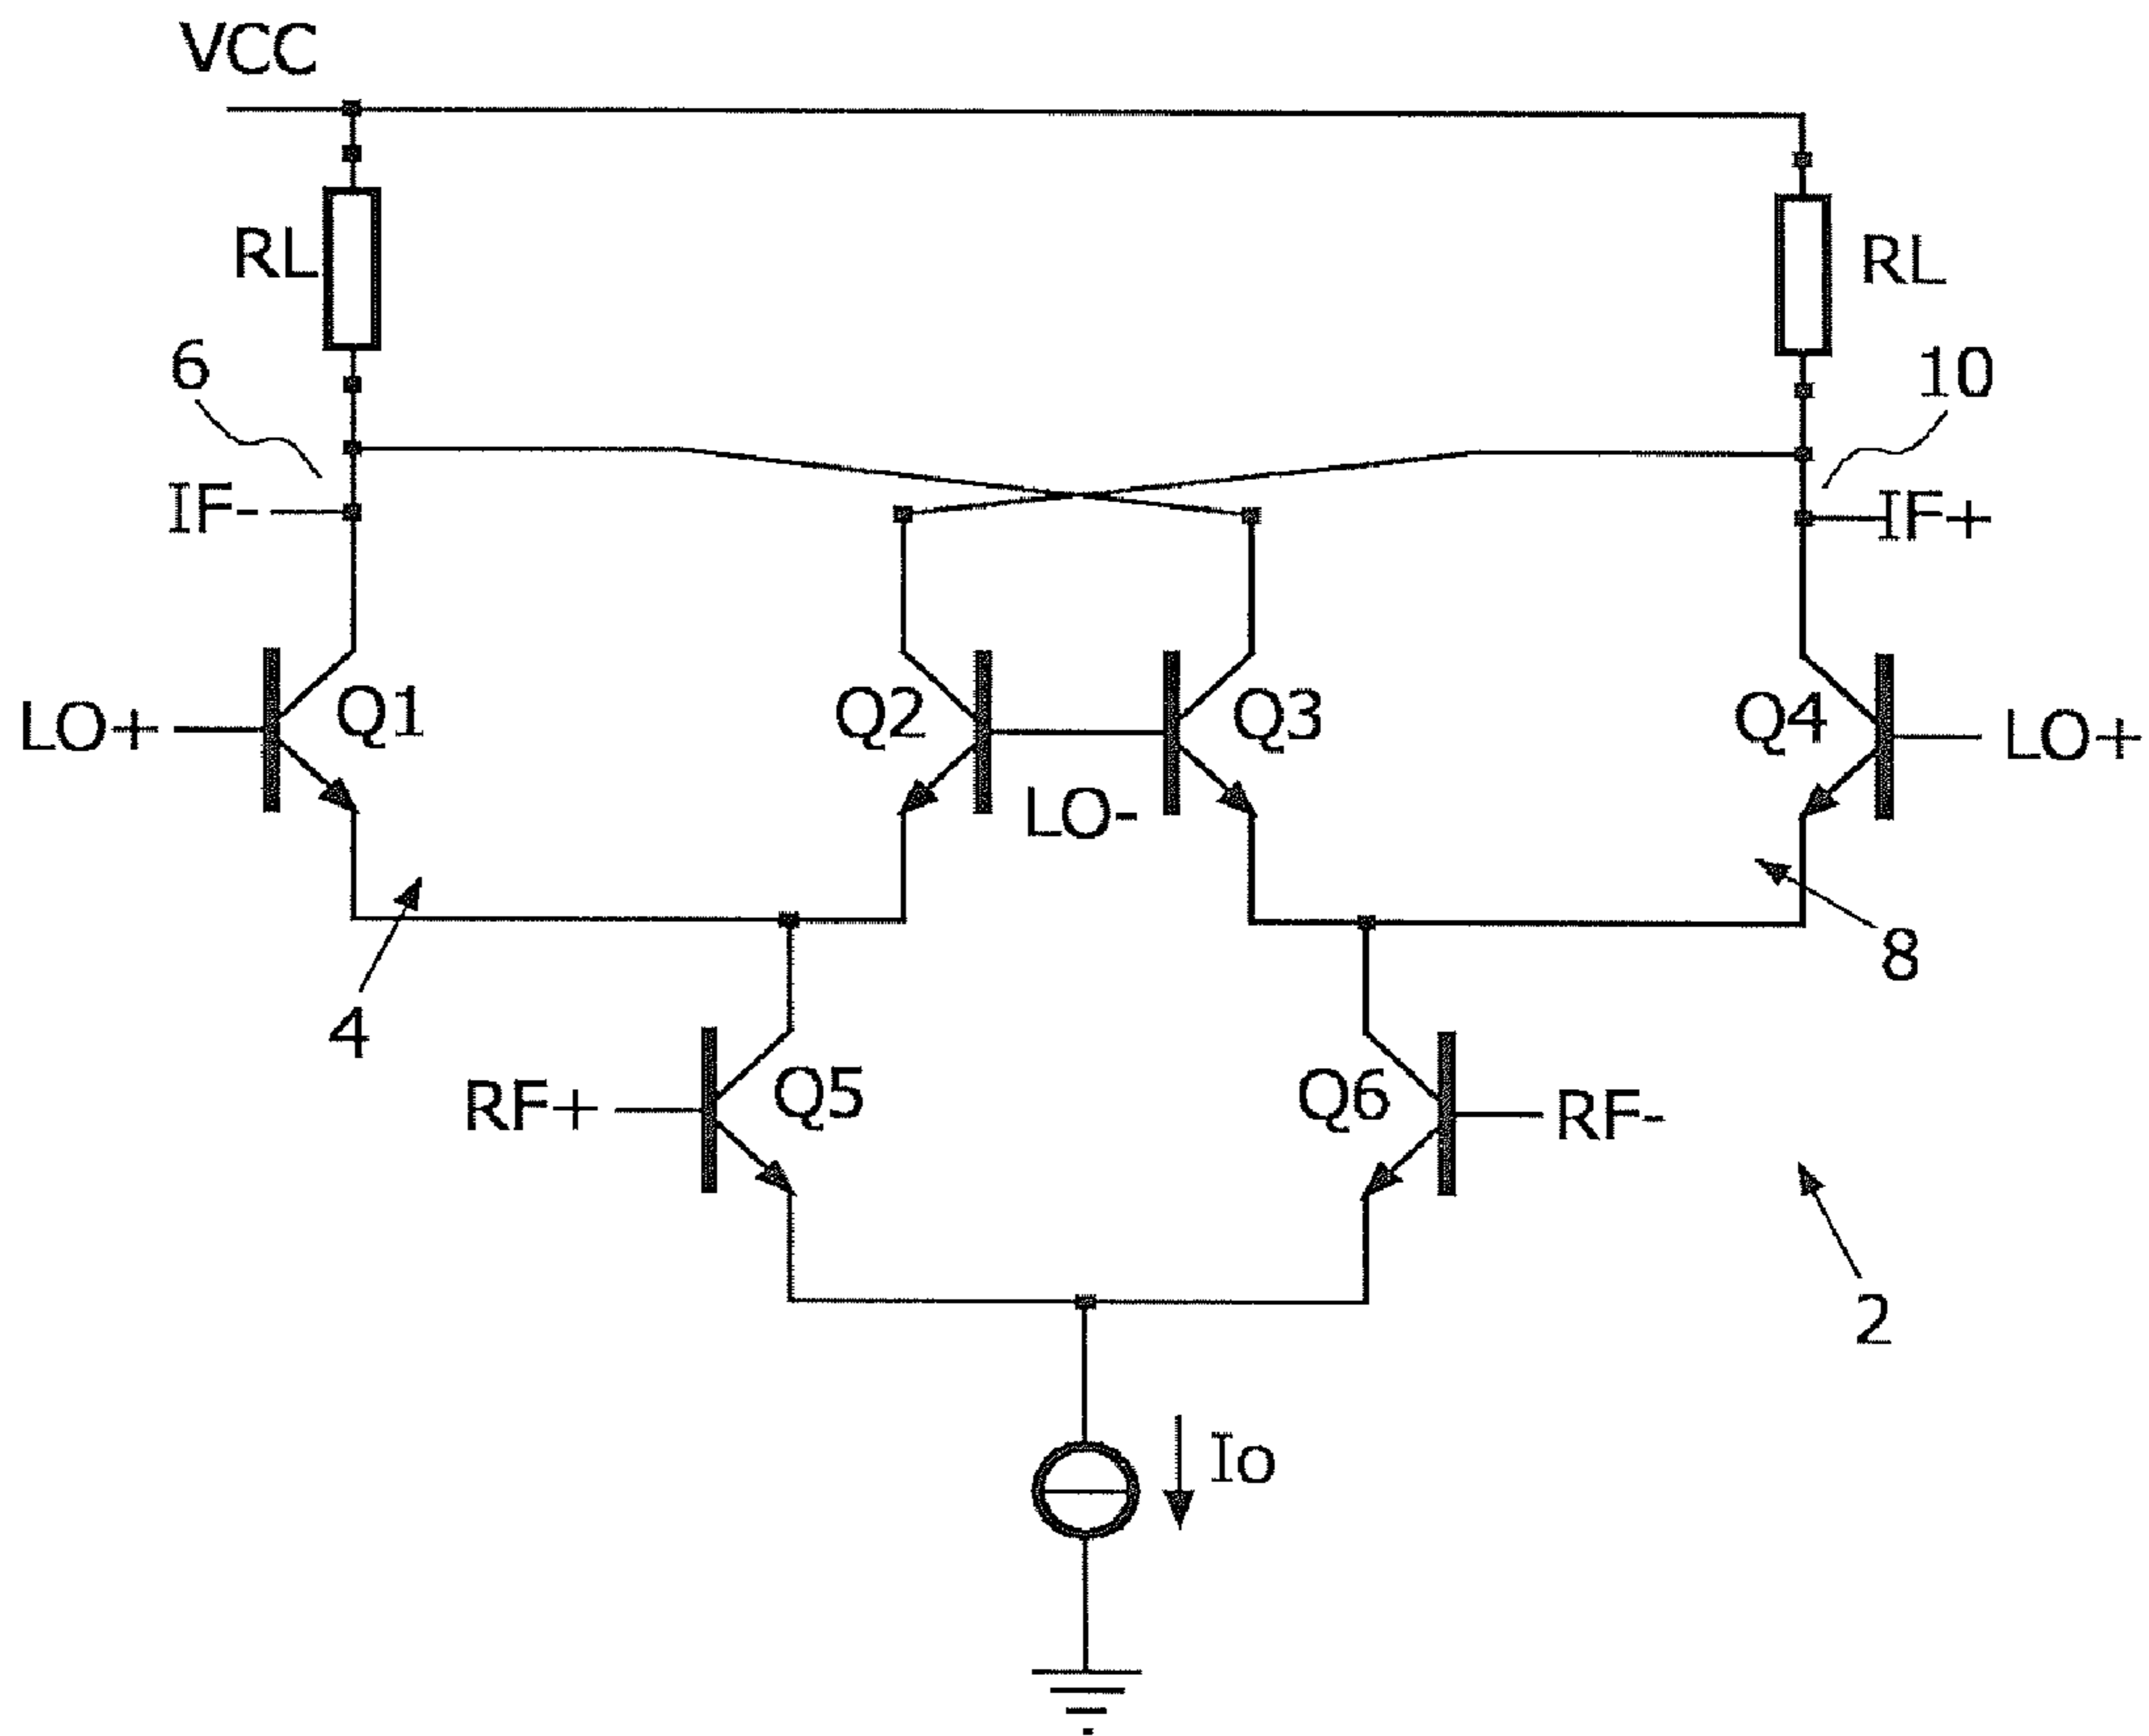 VCC
RL
RL
6
10
IF-
IF+
LO+
Q1
Q2
Q3
Q4
LO+
LO-
4
8
RF+
Q5
Q6
RF-
2
Io